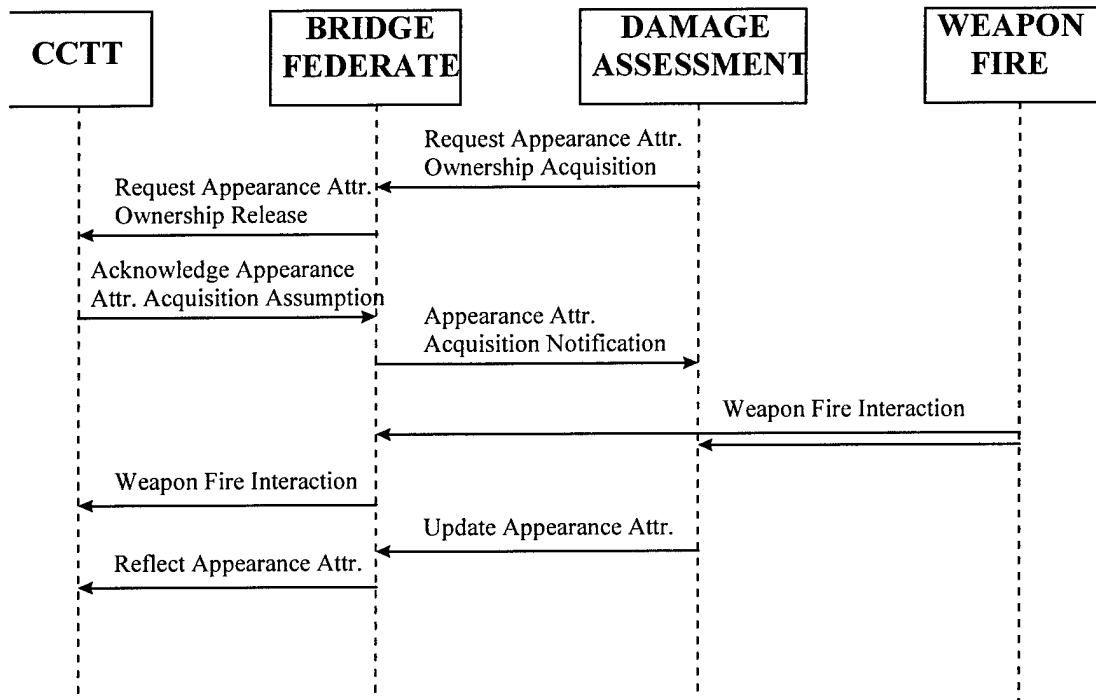 CCTT
BRIDGE
FEDERATE
DAMAGE
ASSESSMENT
WEAPON
FIRE
Request Appearance Attr.
Ownership Acquisition
Request Appearance Attr.
Ownership Release
Acknowledge Appearance
Attr. Acquisition Assumption
Appearance Attr.
Acquisition Notification
Weapon Fire Interaction
Weapon Fire Interaction
Update Appearance Attr.
Reflect Appearance Attr.